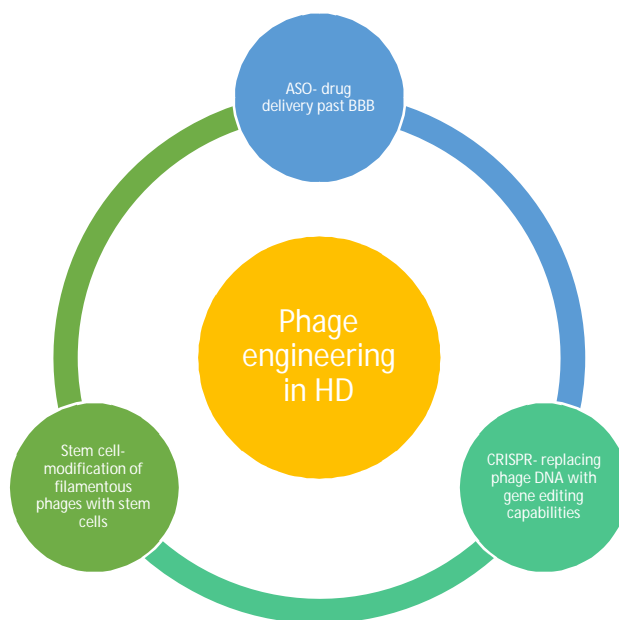 ASO- drug
delivery past BBB
Phage
engineering
in HD
Stem cell-
modification of
filamentous
phages with stem
cells
CRISPR- replacing
phage DNA with
gene editing
capabilities